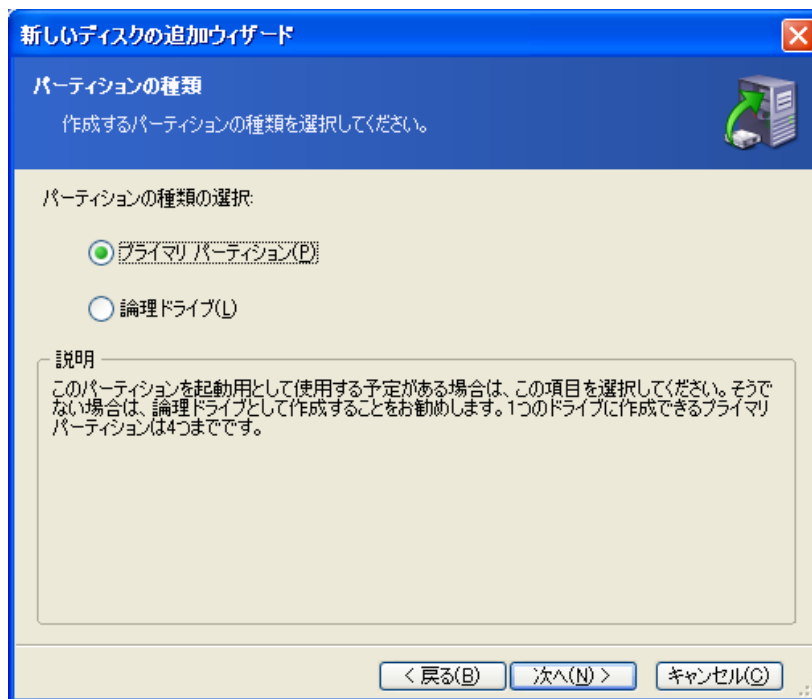 新しいディスクの追加ウィザード
パーティションの種類
作成するパーティションの種類を選択してください。
パーティションの種類の選択:
プライマリ パーティション(P)
論理ドライブ(L)
説明
このパーティションを起動用として使用する予定がある場合は、この項目を選択してください。そうで
ない場合は、論理ドライブとして作成することをお勧めします。1つのドライブに作成できるプライマリ
パーティションは4つまでです。
< 戻る(B) 次へ(N) > キャンセル(C)